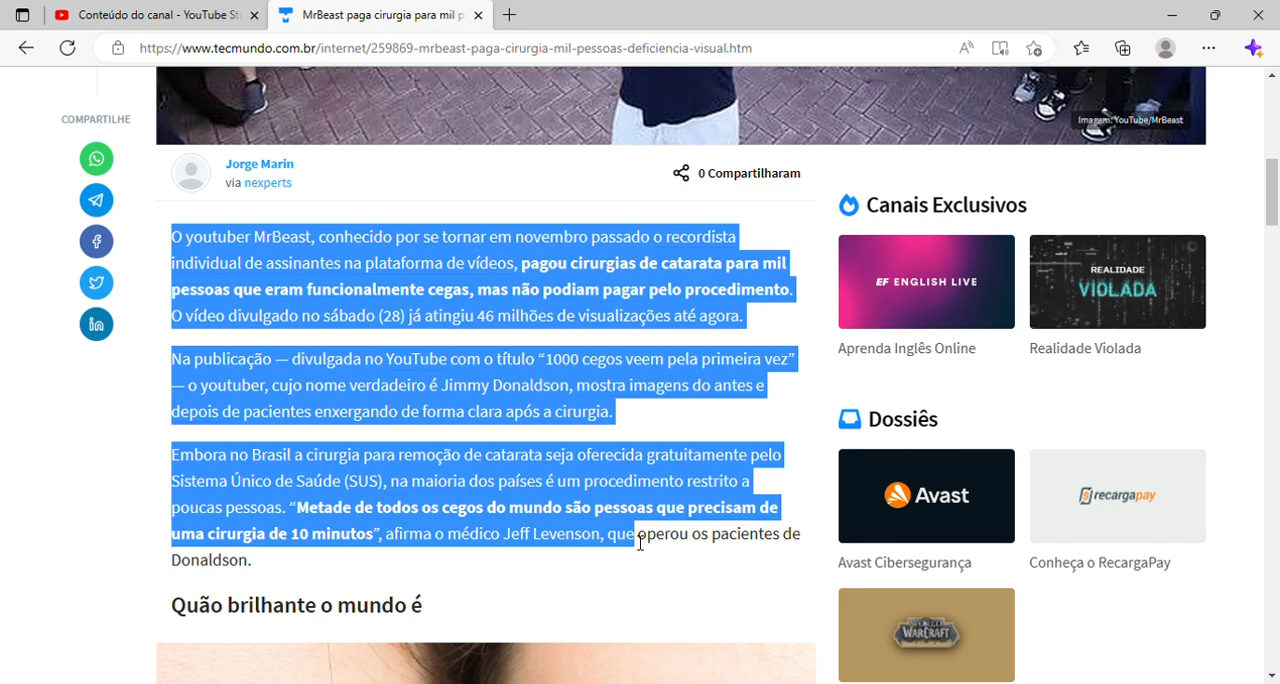 Conteúdo do canal - YouTube St
MrBeast paga cirurgia para mil p
https://www.tecmundo.com.br/internet/259869-mrbeast-paga-cirurgia-mil-pessoas-deficiencia-visual.htm
COMPARTILHE
Imagem: YouTube/MrBeast
Jorge Marin
via nexperts
0 Compartilharam
O youtuber MrBeast, conhecido por se tornar em novembro passado o recordista
individual de assinantes na plataforma de vídeos, pagou cirurgias de catarata para mil
pessoas que eram funcionalmente cegas, mas não podiam pagar pelo procedimento.
O vídeo divulgado no sábado (28) já atingiu 46 milhões de visualizações até agora.
Na publicação — divulgada no YouTube com o título “1000 cegos veem pela primeira vez”
— o youtuber, cujo nome verdadeiro é Jimmy Donaldson, mostra imagens do antes e
depois de pacientes enxergando de forma clara após a cirurgia.
Embora no Brasil a cirurgia para remoção de catarata seja oferecida gratuitamente pelo
Sistema Único de Saúde (SUS), na maioria dos países é um procedimento restrito a
poucas pessoas. “Metade de todos os cegos do mundo são pessoas que precisam de
uma cirurgia de 10 minutos”, afirma o médico Jeff Levenson, que operou os pacientes de
Donaldson.
Quão brilhante o mundo é
Canais Exclusivos
EF ENGLISH LIVE
REALIDADE
VIOLADA
Aprenda Inglês Online
Realidade Violada
Dossiês
Avast
recargapay
Avast Cibersegurança
Conheça o RecargaPay
WORLD
WARCRAFT